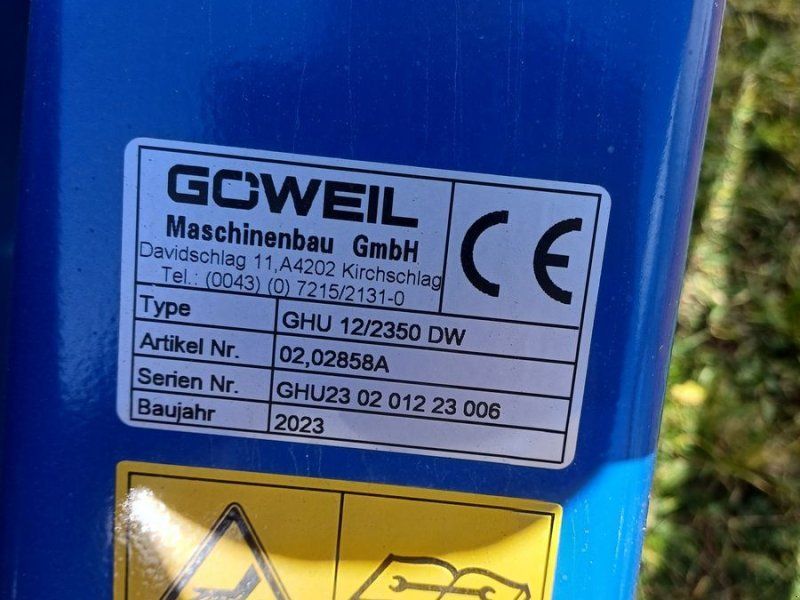 GÖWEIL
Maschinenbau GmbH
Davidschlag 11,A4202 Kirchschlag
Tel.: (0043) (0) 7215/2131-0
CE
Type GHU 12/2350 DW
Artikel Nr. 02,02858A
Serien Nr. GHU23 02 012 23 006
Baujahr 2023